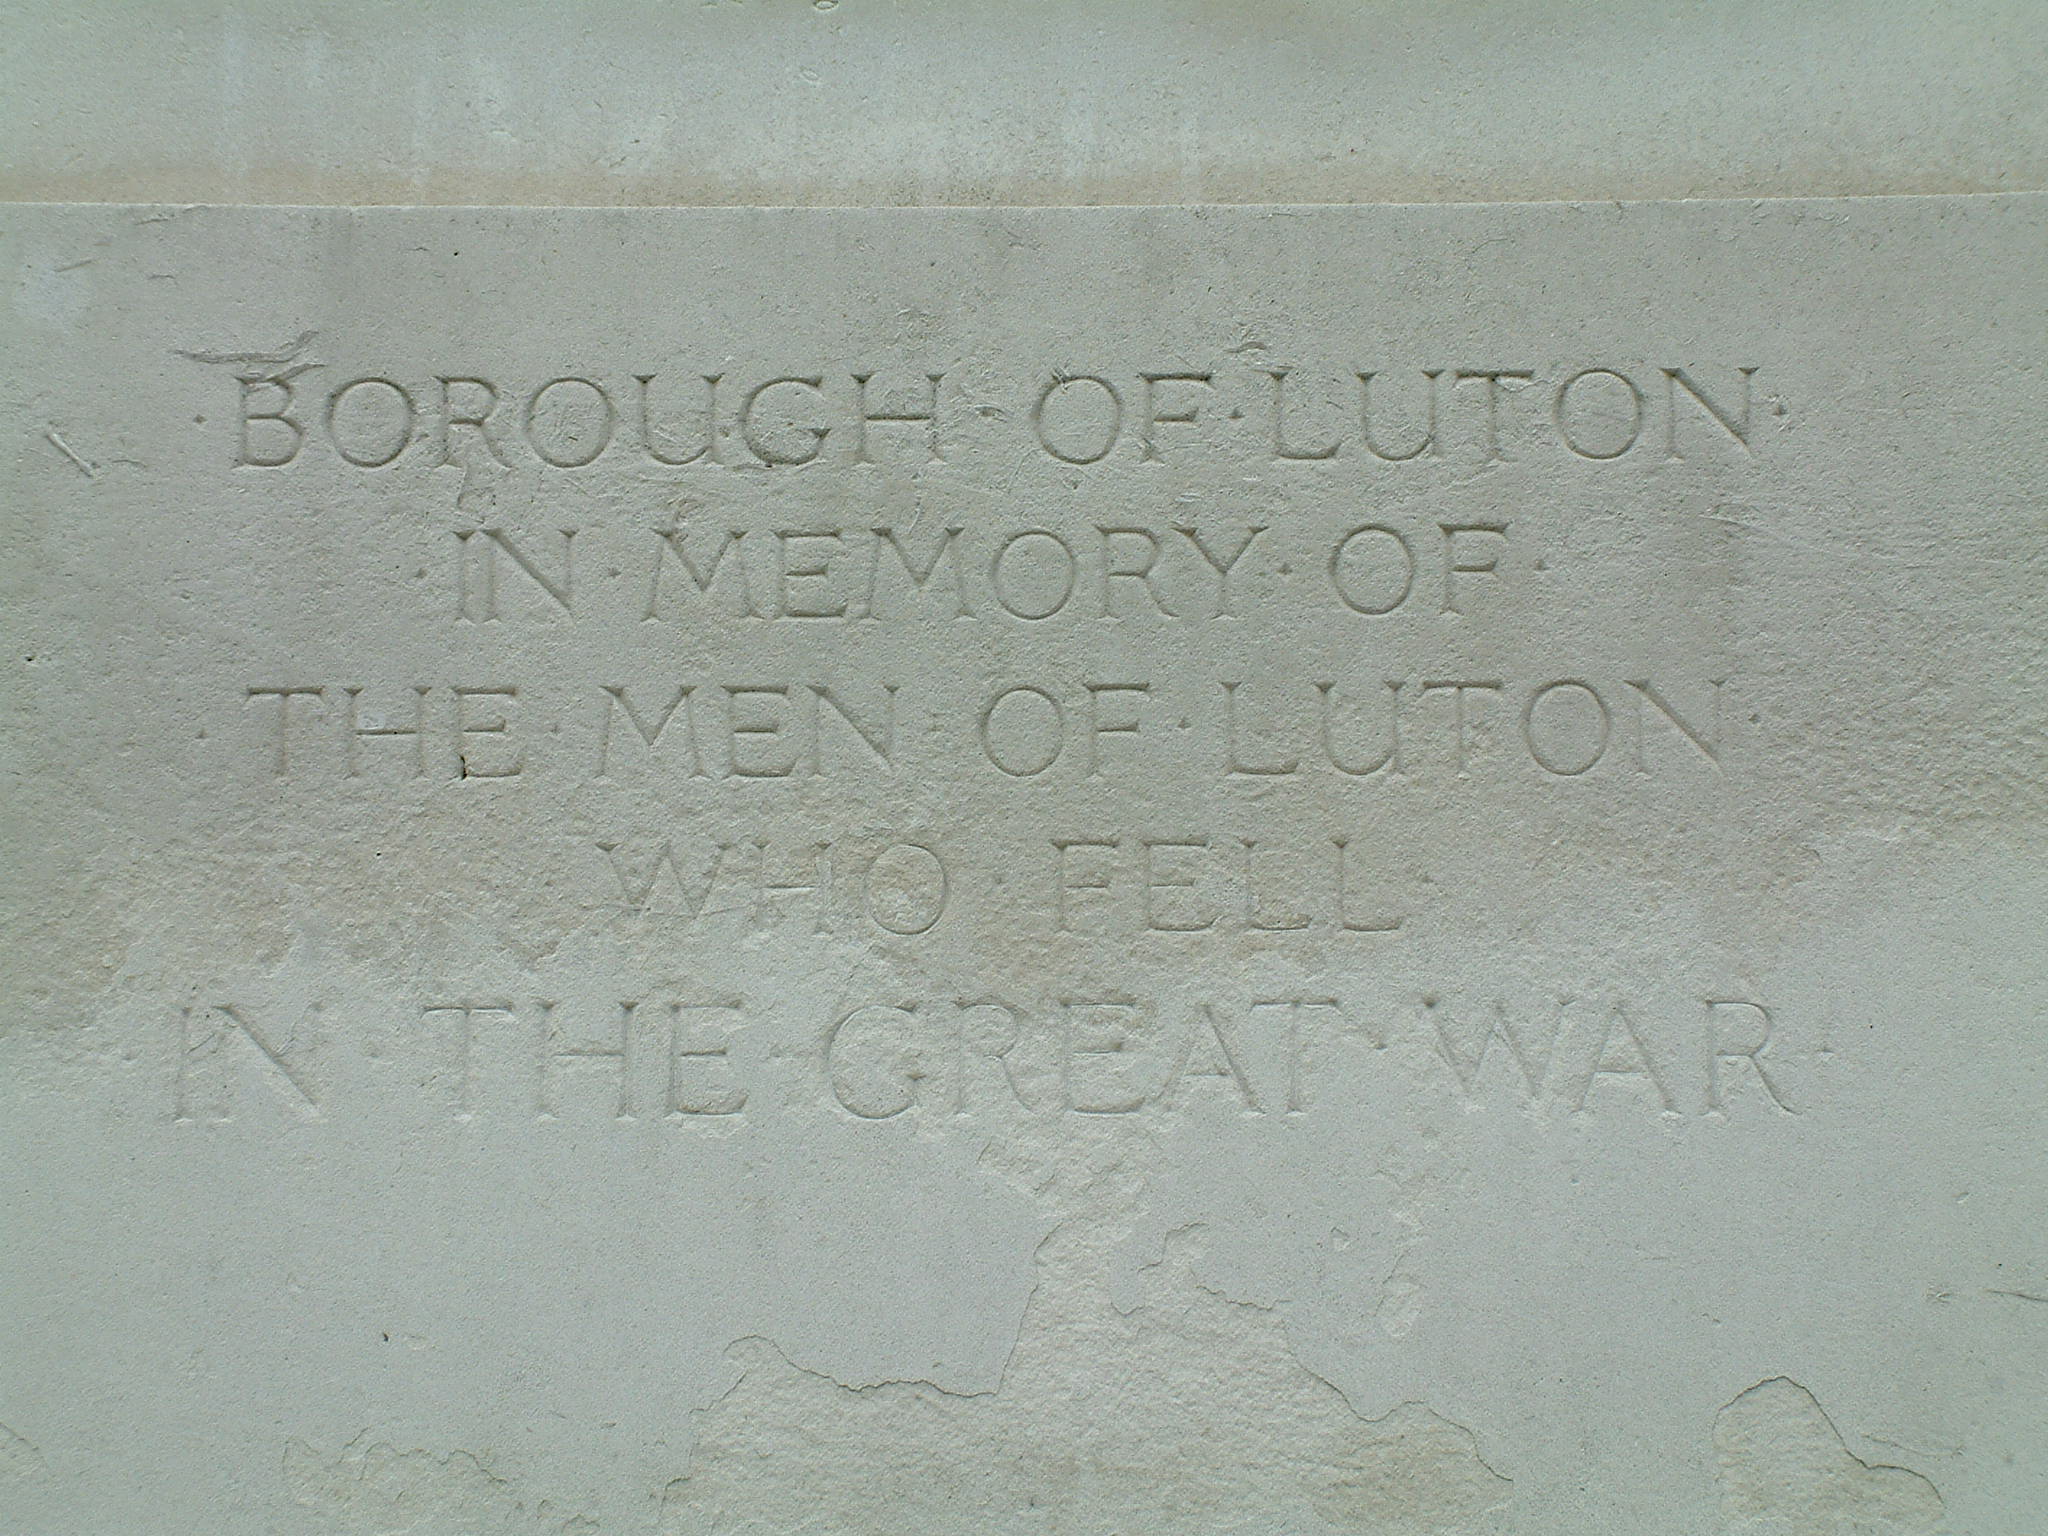 · BOROUGH · OF · LUTON ·
· IN · MEMORY · OF ·
· THE · MEN · OF · LUTON ·
· WHO · FELL ·
· IN · THE · GREAT · WAR ·